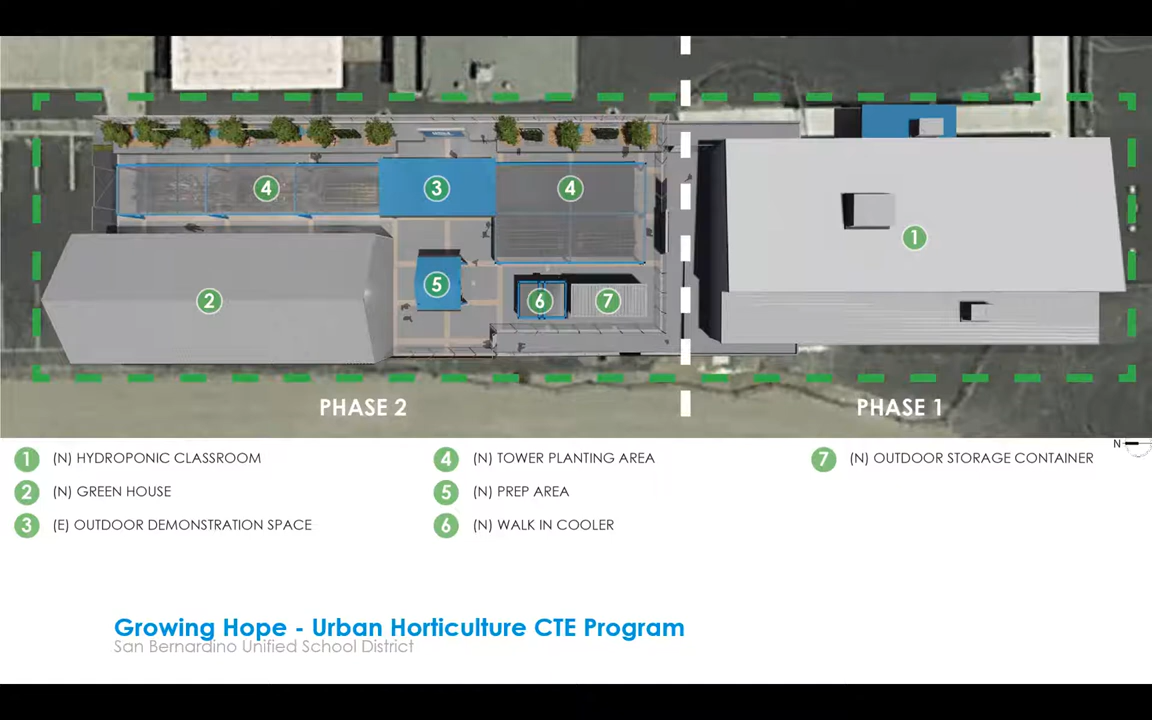 4
3
4
1
5
2
6
7
PHASE 2
PHASE 1
N
1 (N) HYDROPONIC CLASSROOM
2 (N) GREEN HOUSE
3 (E) OUTDOOR DEMONSTRATION SPACE
4 (N) TOWER PLANTING AREA
5 (N) PREP AREA
6 (N) WALK IN COOLER
7 (N) OUTDOOR STORAGE CONTAINER
Growing Hope - Urban Horticulture CTE Program
San Bernardino Unified School District